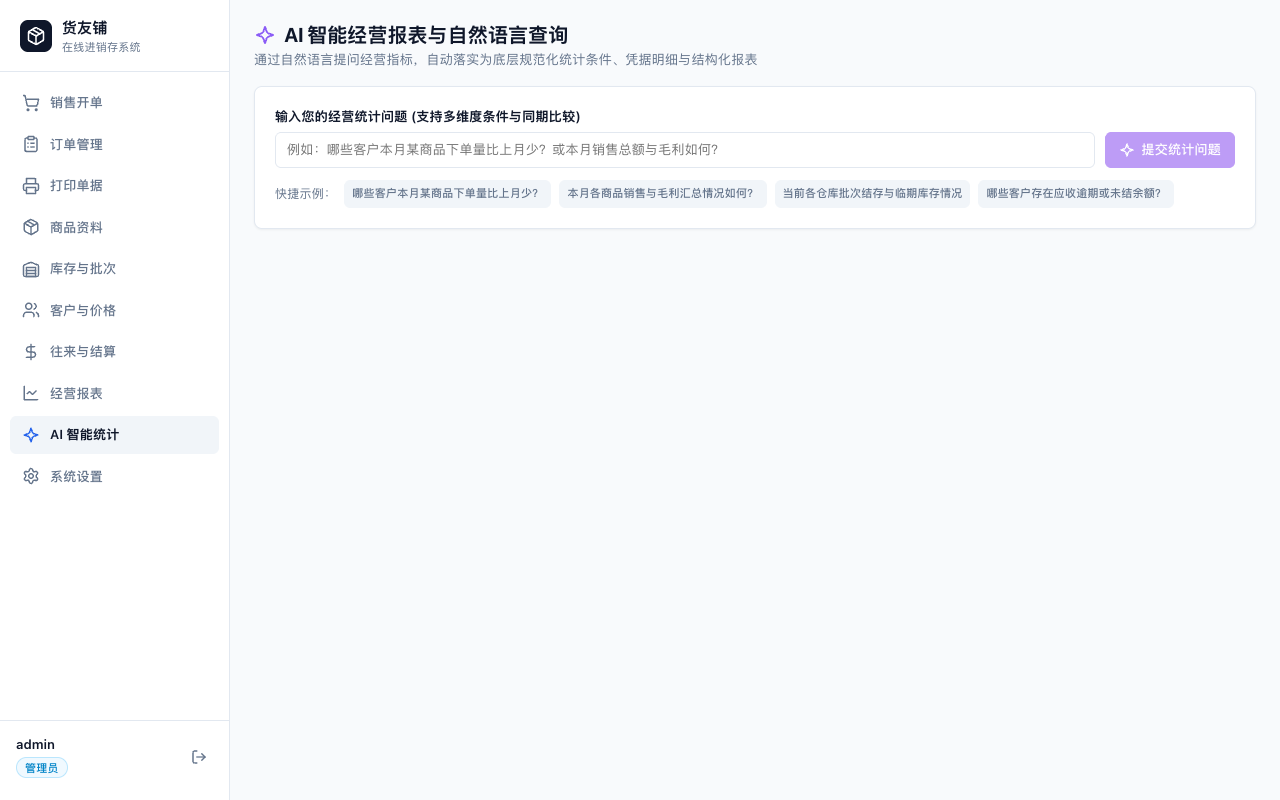 货友铺
在线进销存系统
销售开单
订单管理
打印单据
商品资料
库存与批次
客户与价格
往来与结算
经营报表
AI 智能统计
系统设置
admin
管理员
AI 智能经营报表与自然语言查询
通过自然语言提问经营指标，自动落实为底层规范化统计条件、凭据明细与结构化报表
输入您的经营统计问题 (支持多维度条件与同期比较)
例如：哪些客户本月某商品下单量比上月少？或本月销售总额与毛利如何？
提交统计问题
快捷示例：
哪些客户本月某商品下单量比上月少？
本月各商品销售与毛利汇总情况如何？
当前各仓库批次结存与临期库存情况
哪些客户存在应收逾期或未结余额？